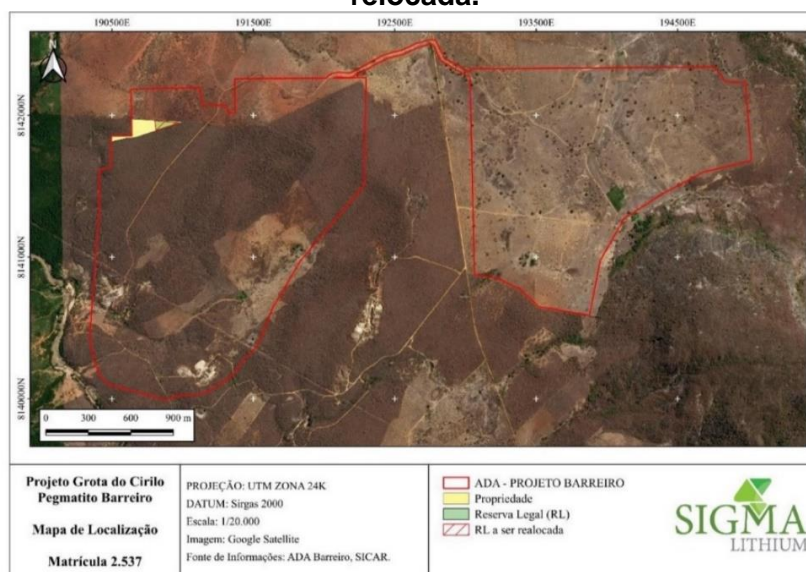 relocada.
190500E 191500E 192500E 193500E 194500E
N
8142000N
8141000N
8140000N
0 300 600 900 m
Projeto Grota do Cirilo
Pegmatito Barreiro
Mapa de Localização
Matrícula 2.537
PROJEÇÃO: UTM ZONA 24K
DATUM: Sirgas 2000
Escala: 1/20.000
Imagem: Google Satellite
Fonte de Informações: ADA Barreiro, SICAR.
ADA - PROJETO BARREIRO
Propriedade
Reserva Legal (RL)
RL a ser realocada
SIGMA
LITHIUM